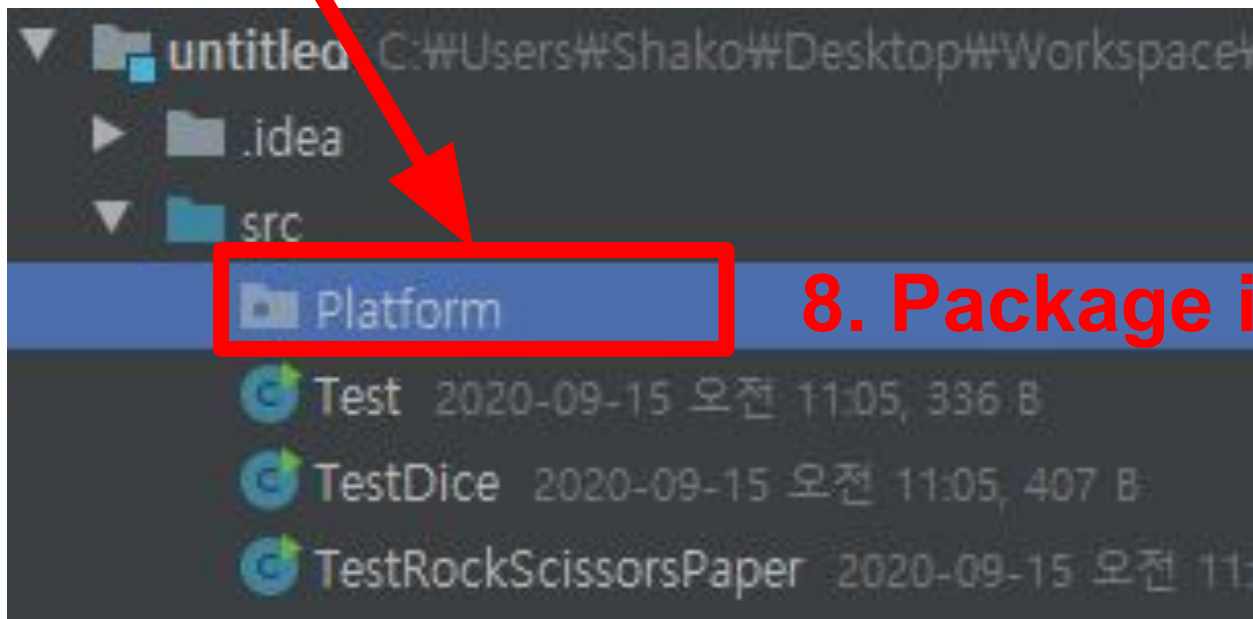 untitled C:₩Users₩Shako₩Desktop₩Workspace₩
.idea
src
Platform 8. Package i
Test 2020-09-15 오전 11:05, 336 B
TestDice 2020-09-15 오전 11:05, 407 B
TestRockScissorsPaper 2020-09-15 오전 11: